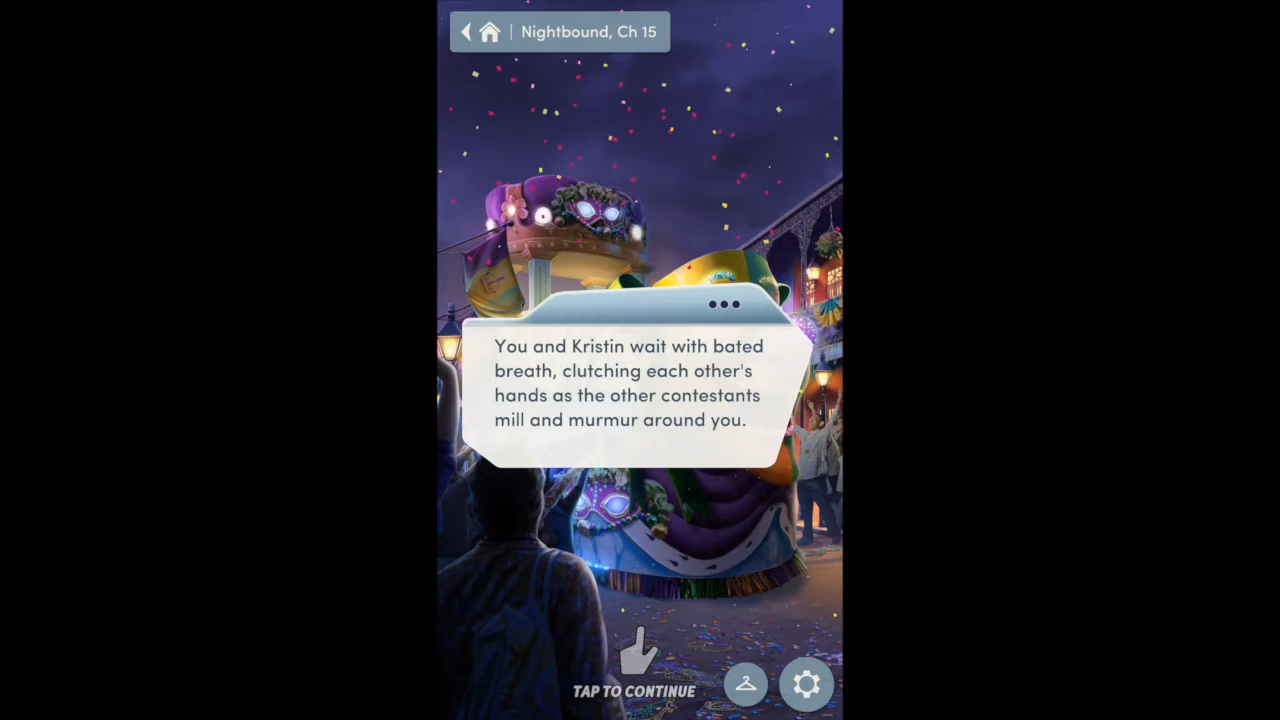 Nightbound, Ch 15
You and Kristin wait with bated
breath, clutching each other's
hands as the other contestants
mill and murmur around you.
TAP TO CONTINUE